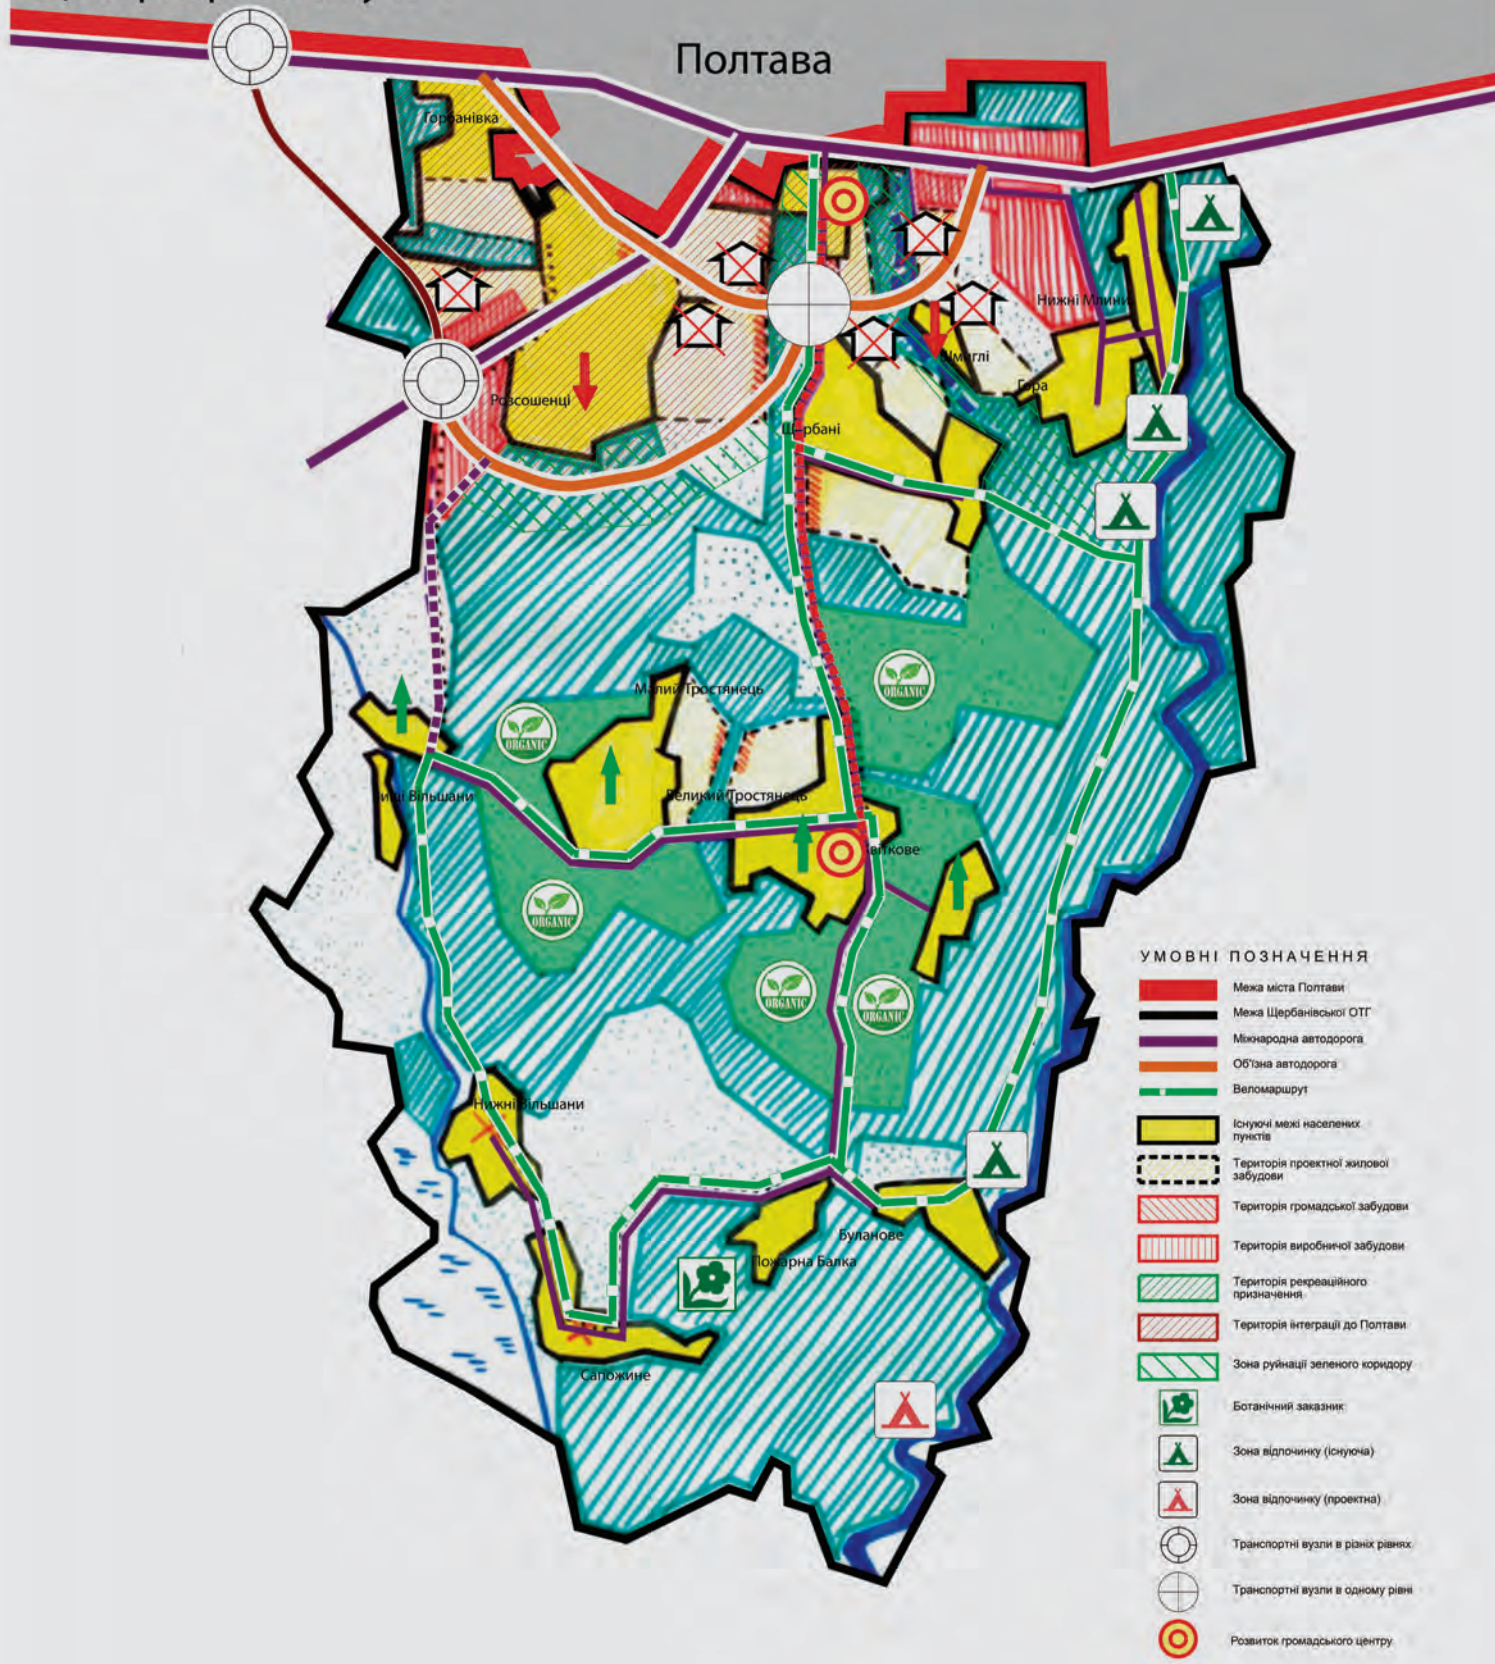 Полтава
Горбанівка
Нижні Млини
Розсошенці
Гора
Малий Тростянець
Великий Тростянець
Вільшани
ORGANIC
ORGANIC
ORGANIC
ORGANIC
ORGANIC
Нижні Вільшани
Буланове
Пожарна Балка
Сапожине
УМОВНІ ПОЗНАЧЕННЯ
Межа міста Полтави
Межа Щербанівської ОТГ
Міжнародна автодорога
Об'їзна автодорога
Веломаршрут
Існуючі межі населених
пунктів
Територія проектної жилової
забудови
Територія громадської забудови
Територія виробничої забудови
Територія рекреаційного
призначення
Територія інтеграції до Полтави
Зона руйнації зеленого коридору
Ботанічний заказник
Зона відпочинку (існуюча)
Зона відпочинку (проектна)
Транспортні вузли в різніх рівнях
Транспортні вузли в одному рівні
Розвиток громадського центру